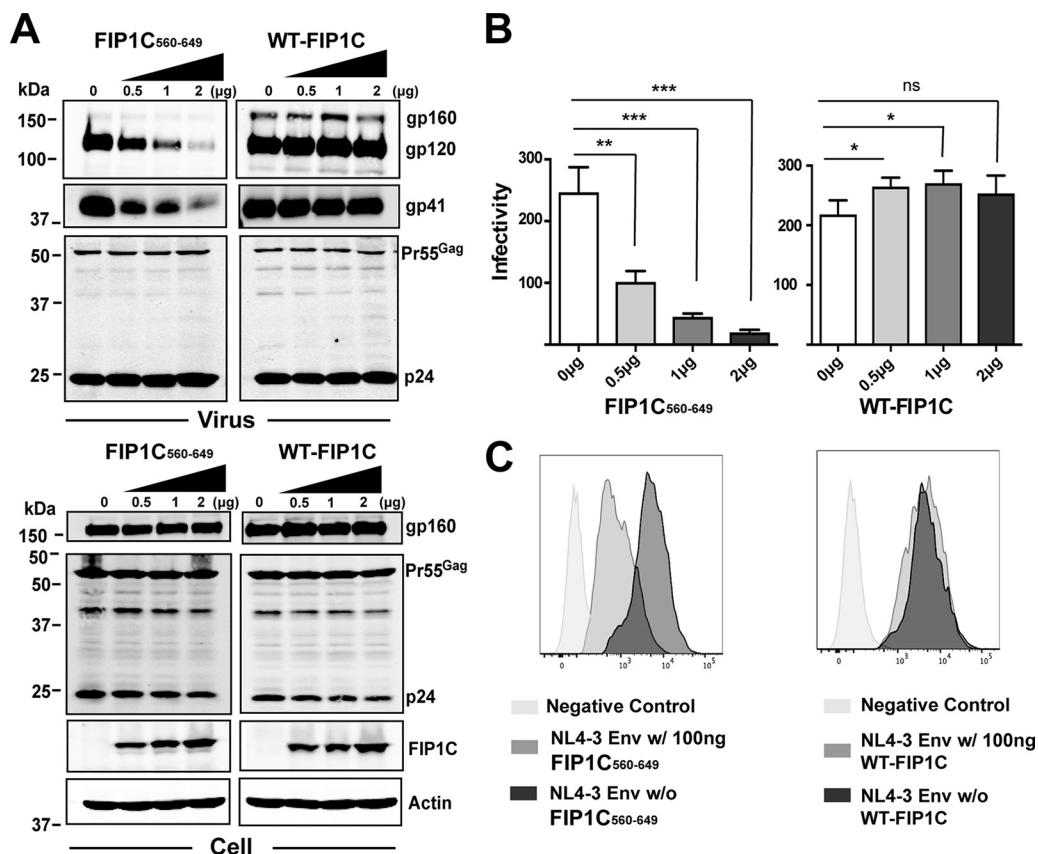 A
FIP1C560-649 WT-FIP1C
kDa 0 0.5 1 2 (µg) 0 0.5 1 2 (µg)
150 gp160
gp120
100
gp41
37
50 Pr55Gag
37
25 p24
Virus
FIP1C560-649 WT-FIP1C
kDa 0 0.5 1 2 (µg) 0 0.5 1 2 (µg)
150 gp160
50 Pr55Gag
50
37
25 p24
FIP1C
Actin
37
Cell
B
*** ns
*** *
** *
Infectivity
300 300
200 200
100 100
0µg 0.5µg 1µg 2µg 0µg 0.5µg 1µg 2µg
FIP1C560-649 WT-FIP1C
C
0 103 104 105 0 103 104 105
Negative Control Negative Control
NL4-3 Env w/ 100ng NL4-3 Env w/ 100ng
FIP1C560-649 WT-FIP1C
NL4-3 Env w/o NL4-3 Env w/o
FIP1C560-649 WT-FIP1C